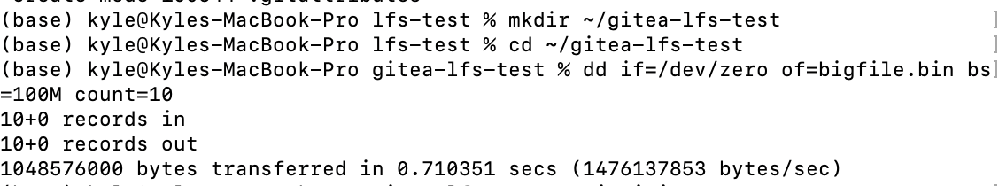 (base) kyle@Kyles-MacBook-Pro lfs-test % mkdir ~/gitea-lfs-test ]
(base) kyle@Kyles-MacBook-Pro lfs-test % cd ~/gitea-lfs-test ]
(base) kyle@Kyles-MacBook-Pro gitea-lfs-test % dd if=/dev/zero of=bigfile.bin bs]
=100M count=10
10+0 records in
10+0 records out
1048576000 bytes transferred in 0.710351 secs (1476137853 bytes/sec)